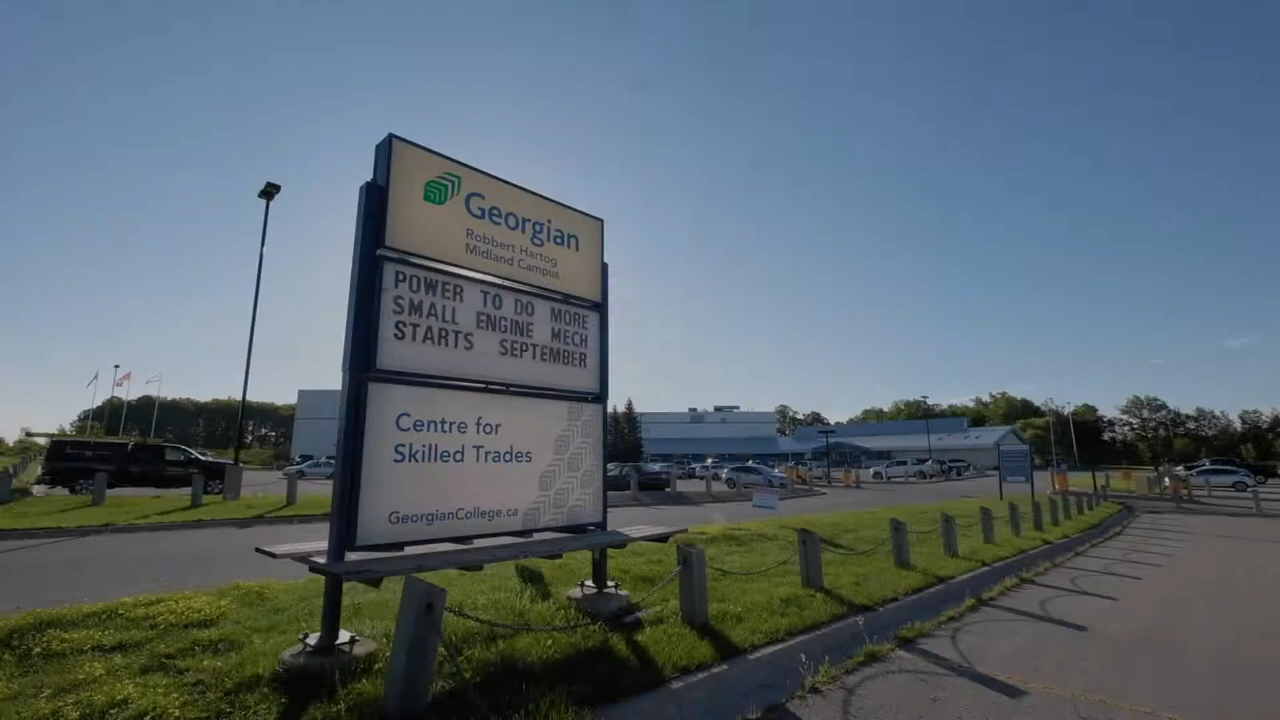 Georgian
Robbert Hartog
Midland Campus
POWER TO DO MORE
SMALL ENGINE MECH
STARTS SEPTEMBER
Centre for
Skilled Trades
GeorgianCollege.ca